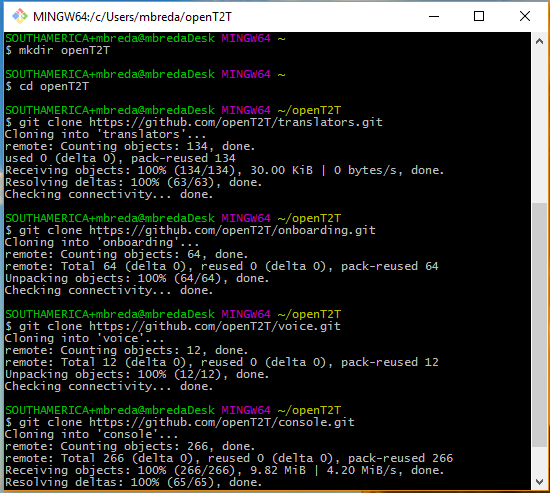 MINGW64:/c/Users/mbreda/openT2T
SOUTHAMERICA+mbreda@mbredaDesk MINGW64 ~
$ mkdir openT2T
SOUTHAMERICA+mbreda@mbredaDesk MINGW64 ~
$ cd openT2T
SOUTHAMERICA+mbreda@mbredaDesk MINGW64 ~/openT2T
$ git clone https://github.com/openT2T/translators.git
Cloning into 'translators'...
remote: Counting objects: 134, done.
used 0 (delta 0), pack-reused 134
Receiving objects: 100% (134/134), 30.00 KiB | 0 bytes/s, done.
Resolving deltas: 100% (63/63), done.
Checking connectivity... done.
SOUTHAMERICA+mbreda@mbredaDesk MINGW64 ~/openT2T
$ git clone https://github.com/openT2T/onboarding.git
Cloning into 'onboarding'...
remote: Counting objects: 64, done.
remote: Total 64 (delta 0), reused 0 (delta 0), pack-reused 64
Unpacking objects: 100% (64/64), done.
Checking connectivity... done.
SOUTHAMERICA+mbreda@mbredaDesk MINGW64 ~/openT2T
$ git clone https://github.com/openT2T/voice.git
Cloning into 'voice'...
remote: Counting objects: 12, done.
remote: Total 12 (delta 0), reused 0 (delta 0), pack-reused 12
Unpacking objects: 100% (12/12), done.
Checking connectivity... done.
SOUTHAMERICA+mbreda@mbredaDesk MINGW64 ~/openT2T
$ git clone https://github.com/openT2T/console.git
Cloning into 'console'...
remote: Counting objects: 266, done.
remote: Total 266 (delta 0), reused 0 (delta 0), pack-reused 266
Receiving objects: 100% (266/266), 9.82 MiB | 4.20 MiB/s, done.
Resolving deltas: 100% (65/65), done.